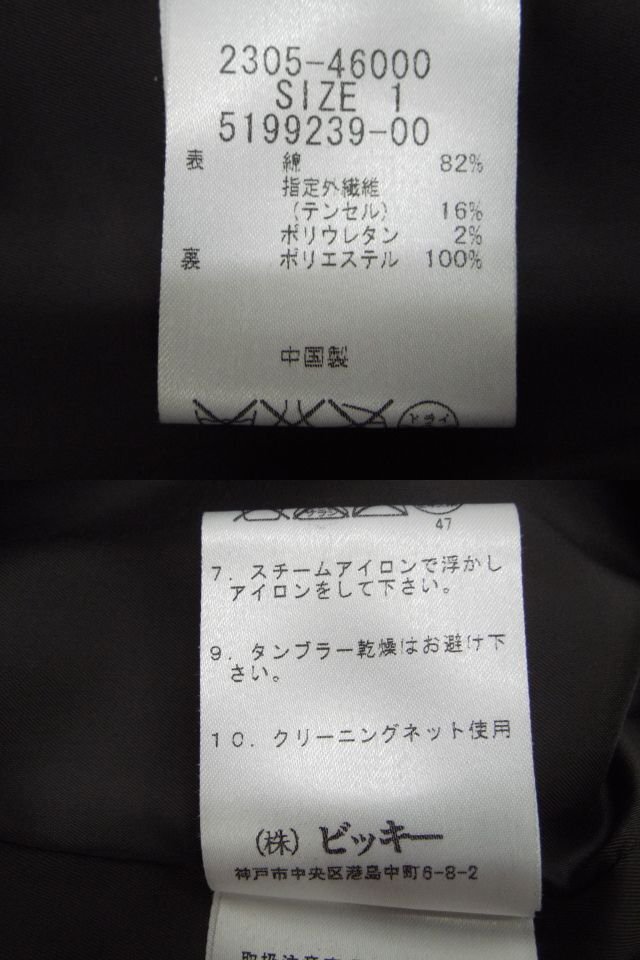 2305-46000
SIZE 1
5199239-00
表 綿 82%
指定外繊維
(テンセル) 16%
ポリウレタン 2%
裏 ポリエステル 100%
中国製
ドライ
47
7. スチームアイロンで浮かし
アイロンをして下さい。
9. タンブラー乾燥はお避け下
さい。
10. クリーニングネット使用
(株) ビッキー
神戸市中央区港島中町6-8-2
取扱注意